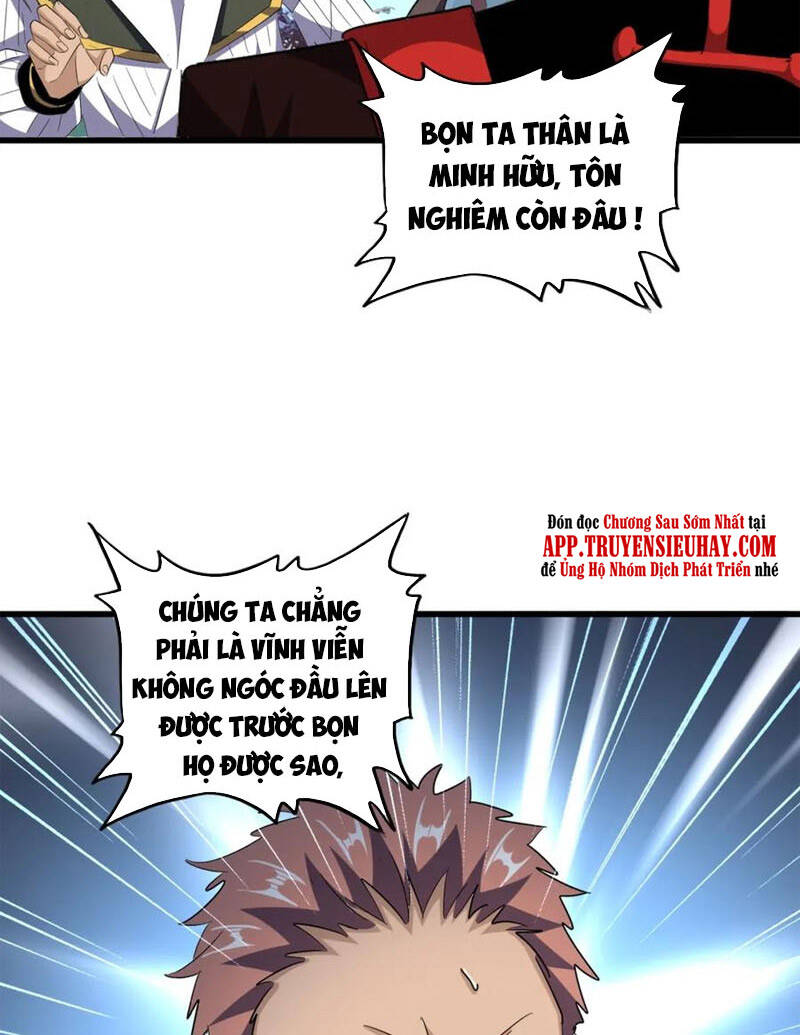 BỌN TA THÂN LÀ
MINH HỮU, TÔN
NGHIÊM CÒN ĐÂU !
Đón đọc Chương Sau Sớm Nhất tại
APP.TRUYENSIEUHAY.COM
để Ủng Hộ Nhóm Dịch Phát Triển nhé
CHÚNG TA CHẲNG
PHẢI LÀ VĨNH VIỄN
KHÔNG NGÓC ĐẦU LÊN
ĐƯỢC TRƯỚC BỌN
HỌ ĐƯỢC SAO,